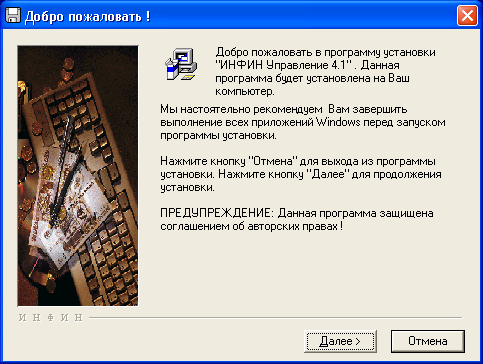 Добро пожаловать !
Добро пожаловать в программу установки
"ИНФИН Управление 4.1" . Данная
программа будет установлена на Ваш
компьютер.
Мы настоятельно рекомендуем Вам завершить
выполнение всех приложений Windows перед запуском
программы установки.
Нажмите кнопку "Отмена" для выхода из программы
установки. Нажмите кнопку "Далее" для продолжения
установки.
ПРЕДУПРЕЖДЕНИЕ: Данная программа защищена
соглашением об авторских правах !
ИНФИН
Далее >
Отмена